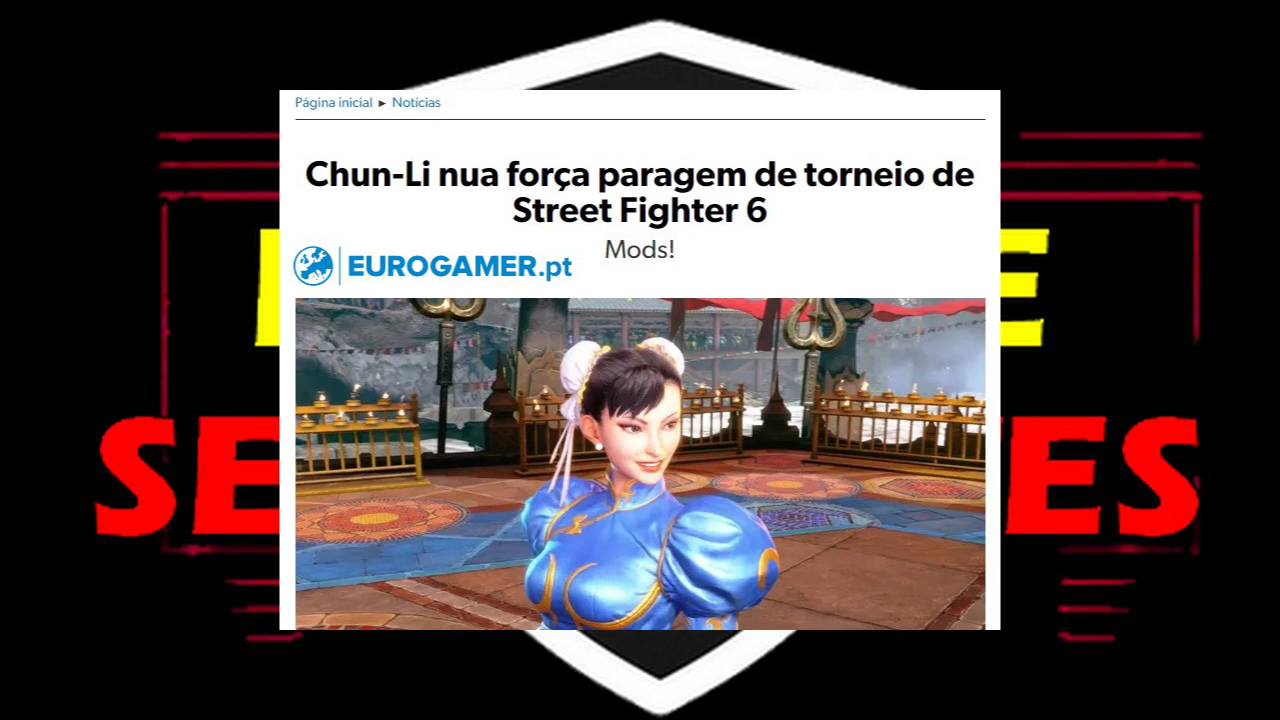 Página inicial ► Notícias
Chun-Li nua força paragem de torneio de
Street Fighter 6
Mods!
EUROGAMER.pt